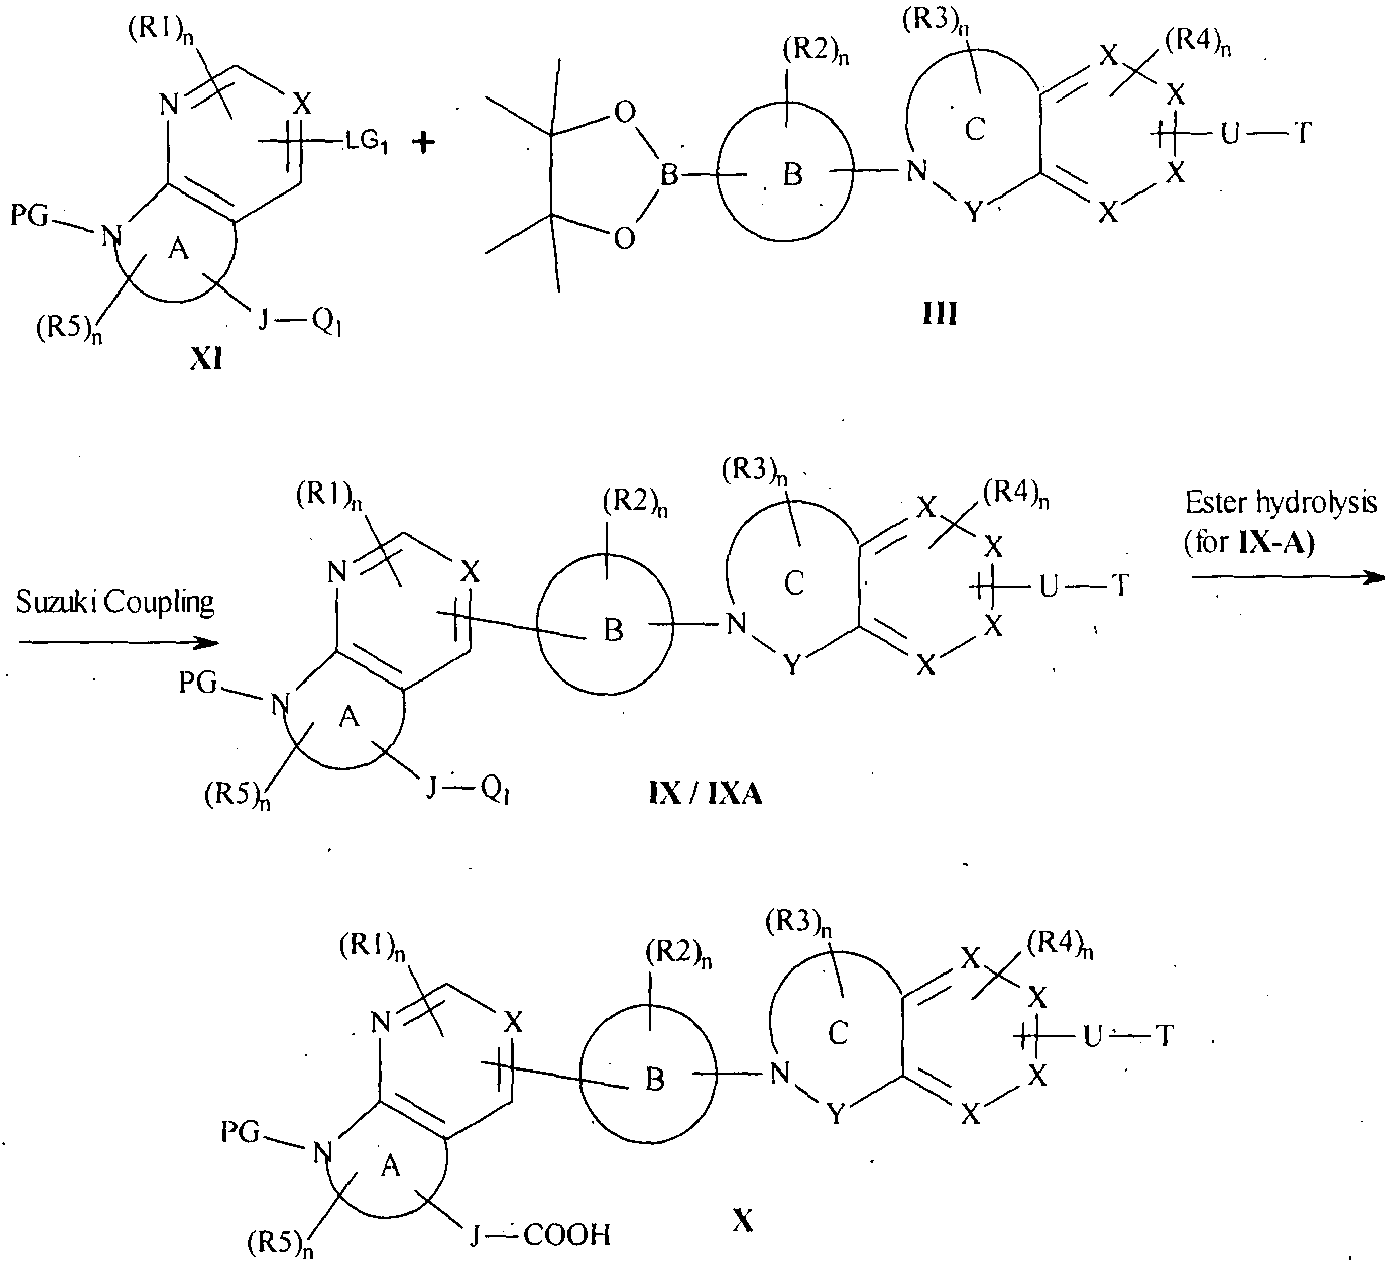 (R1)n
N
X
LG1
PG
N
A
(R5)n
J—Q1
XI
+
O
B
O
(R2)n
B
(R3)n
C
N
Y
X
(R4)n
X
X
X
U—T
III
Suzuki Coupling
(R1)n
N
X
PG
N
A
(R5)n
J—Q1
(R2)n
B
(R3)n
C
N
Y
X
(R4)n
X
X
X
U—T
IX / IXA
Ester hydrolysis
(for IX-A)
(R1)n
N
X
PG
N
A
(R5)n
J—COOH
(R2)n
B
(R3)n
C
N
Y
X
(R4)n
X
X
X
U—T
X